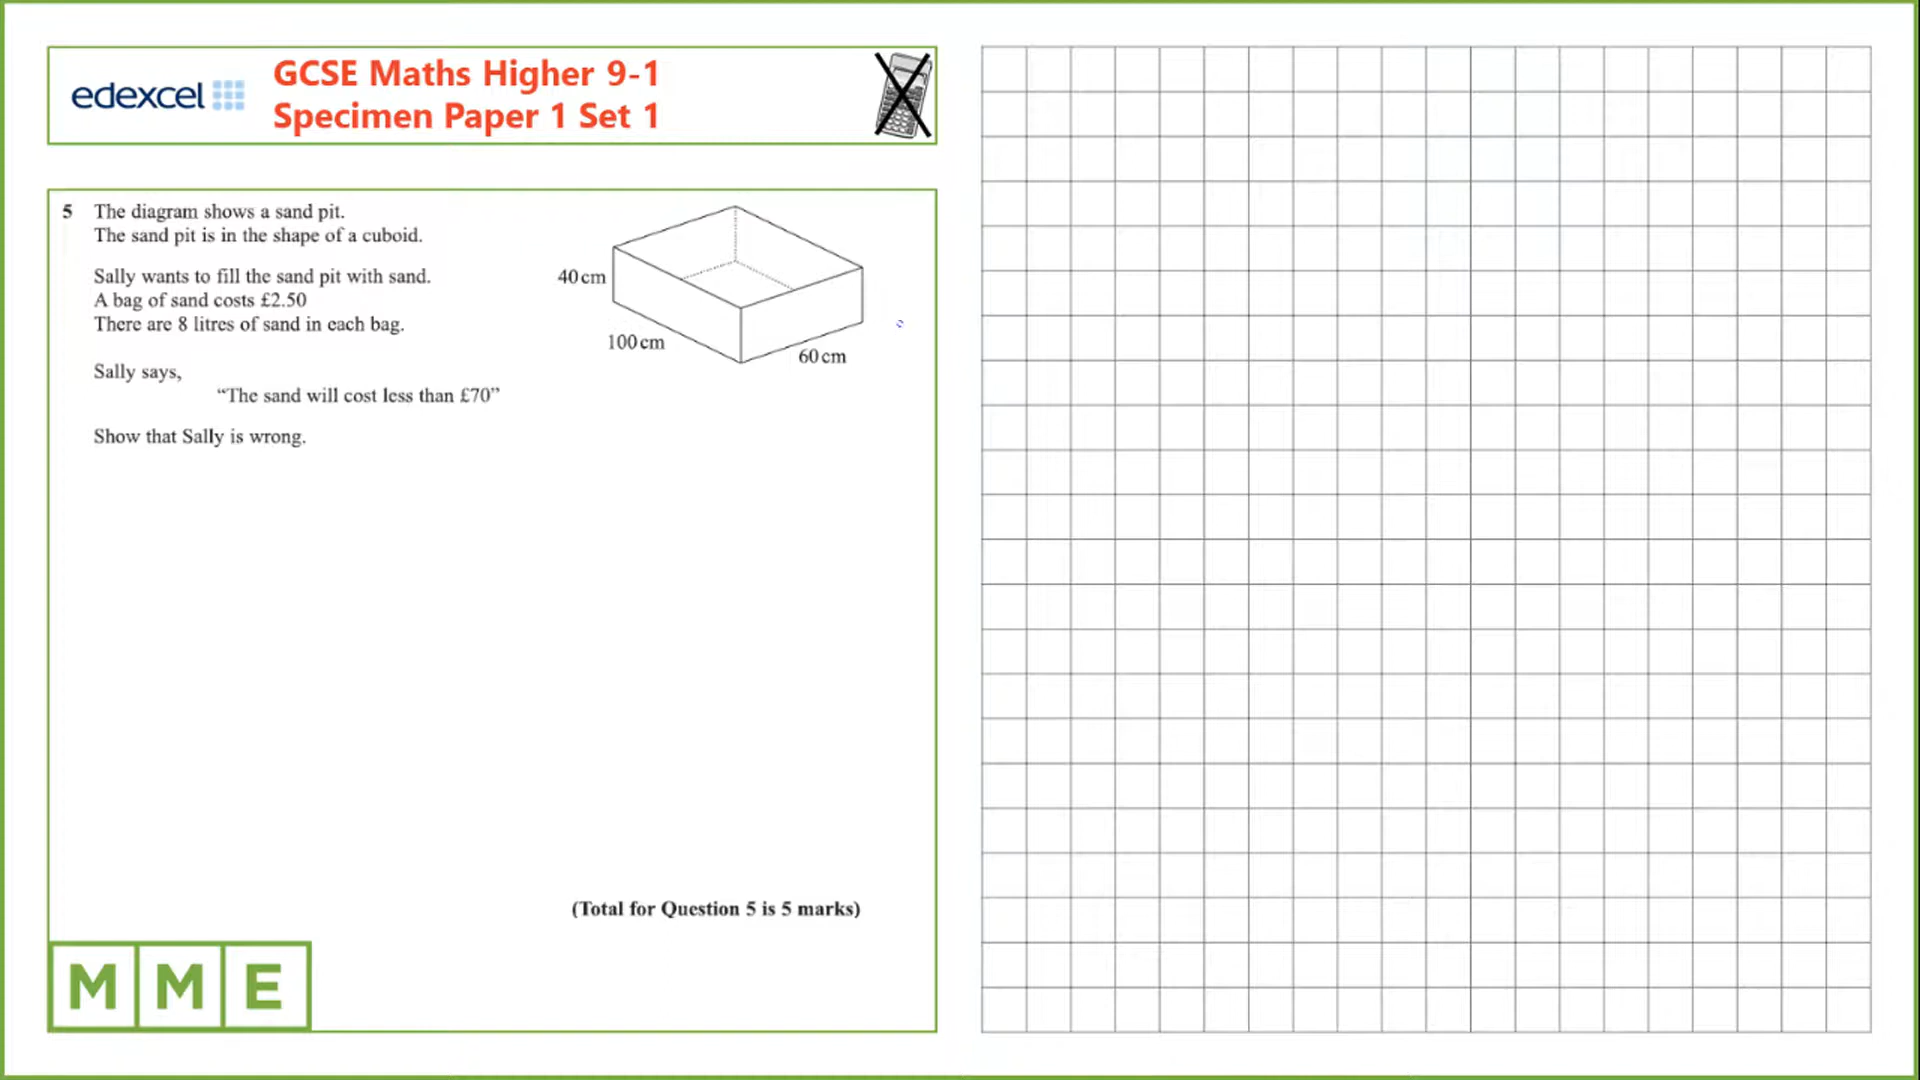 edexcel
GCSE Maths Higher 9-1
Specimen Paper 1 Set 1
5 The diagram shows a sand pit.
The sand pit is in the shape of a cuboid.
Sally wants to fill the sand pit with sand.
A bag of sand costs £2.50
There are 8 litres of sand in each bag.
Sally says,
“The sand will cost less than £70”
Show that Sally is wrong.
40 cm
100 cm
60 cm
(Total for Question 5 is 5 marks)
M M E